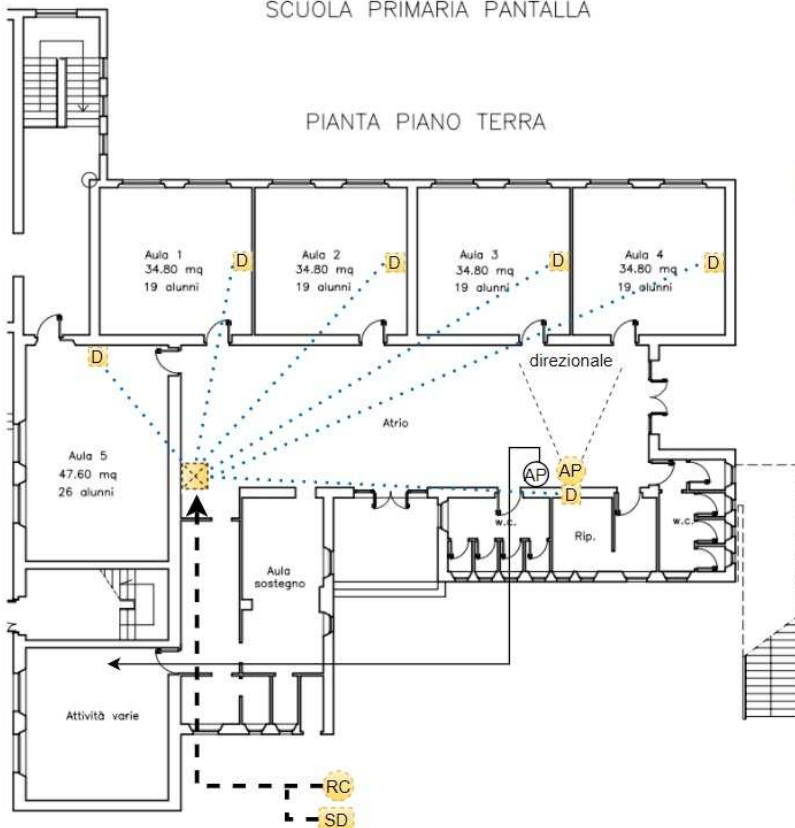 SCUOLA PRIMARIA PANTALLA
PIANTA PIANO TERRA
Aula 1
34.80 mq
19 alunni
D
Aula 2
34.80 mq
19 alunni
D
Aula 3
34.80 mq
19 alunni
D
Aula 4
34.80 mq
19 alunni
D
D
direzionale
Atrio
Aula 5
47.60 mq
26 alunni
AP
AP
D
w.c.
Rip.
w.c.
Aula
sostegno
Attività varie
RC
SD